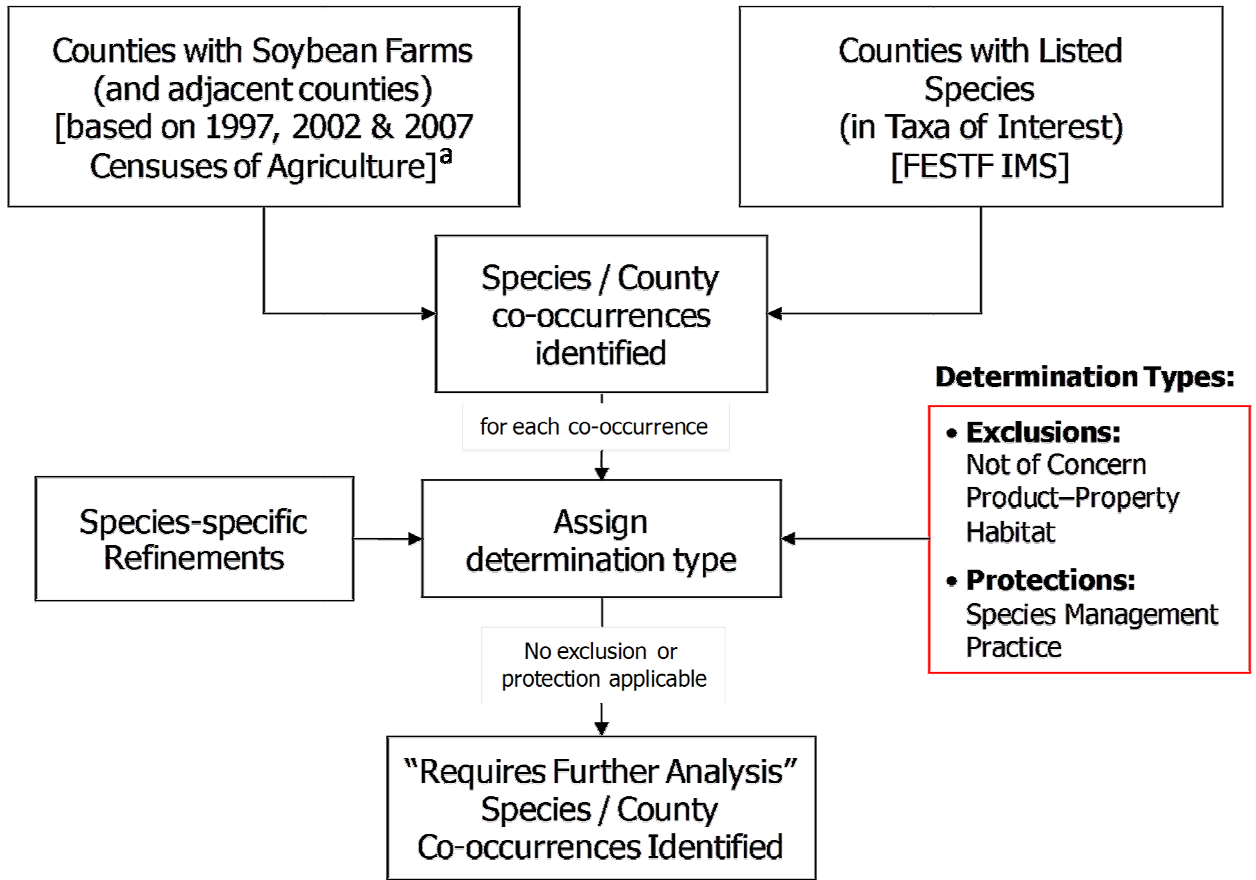 Counties with Soybean Farms
(and adjacent counties)
[based on 1997, 2002 & 2007
Censuses of Agriculture]a
Counties with Listed
Species
(in Taxa of Interest)
[FESTF IMS]
Species / County
co-occurrences
identified
for each co-occurrence
Determination Types:
• Exclusions:
Not of Concern
Product–Property
Habitat
• Protections:
Species Management
Practice
Species-specific
Refinements
Assign
determination type
No exclusion or
protection applicable
“Requires Further Analysis”
Species / County
Co-occurrences Identified